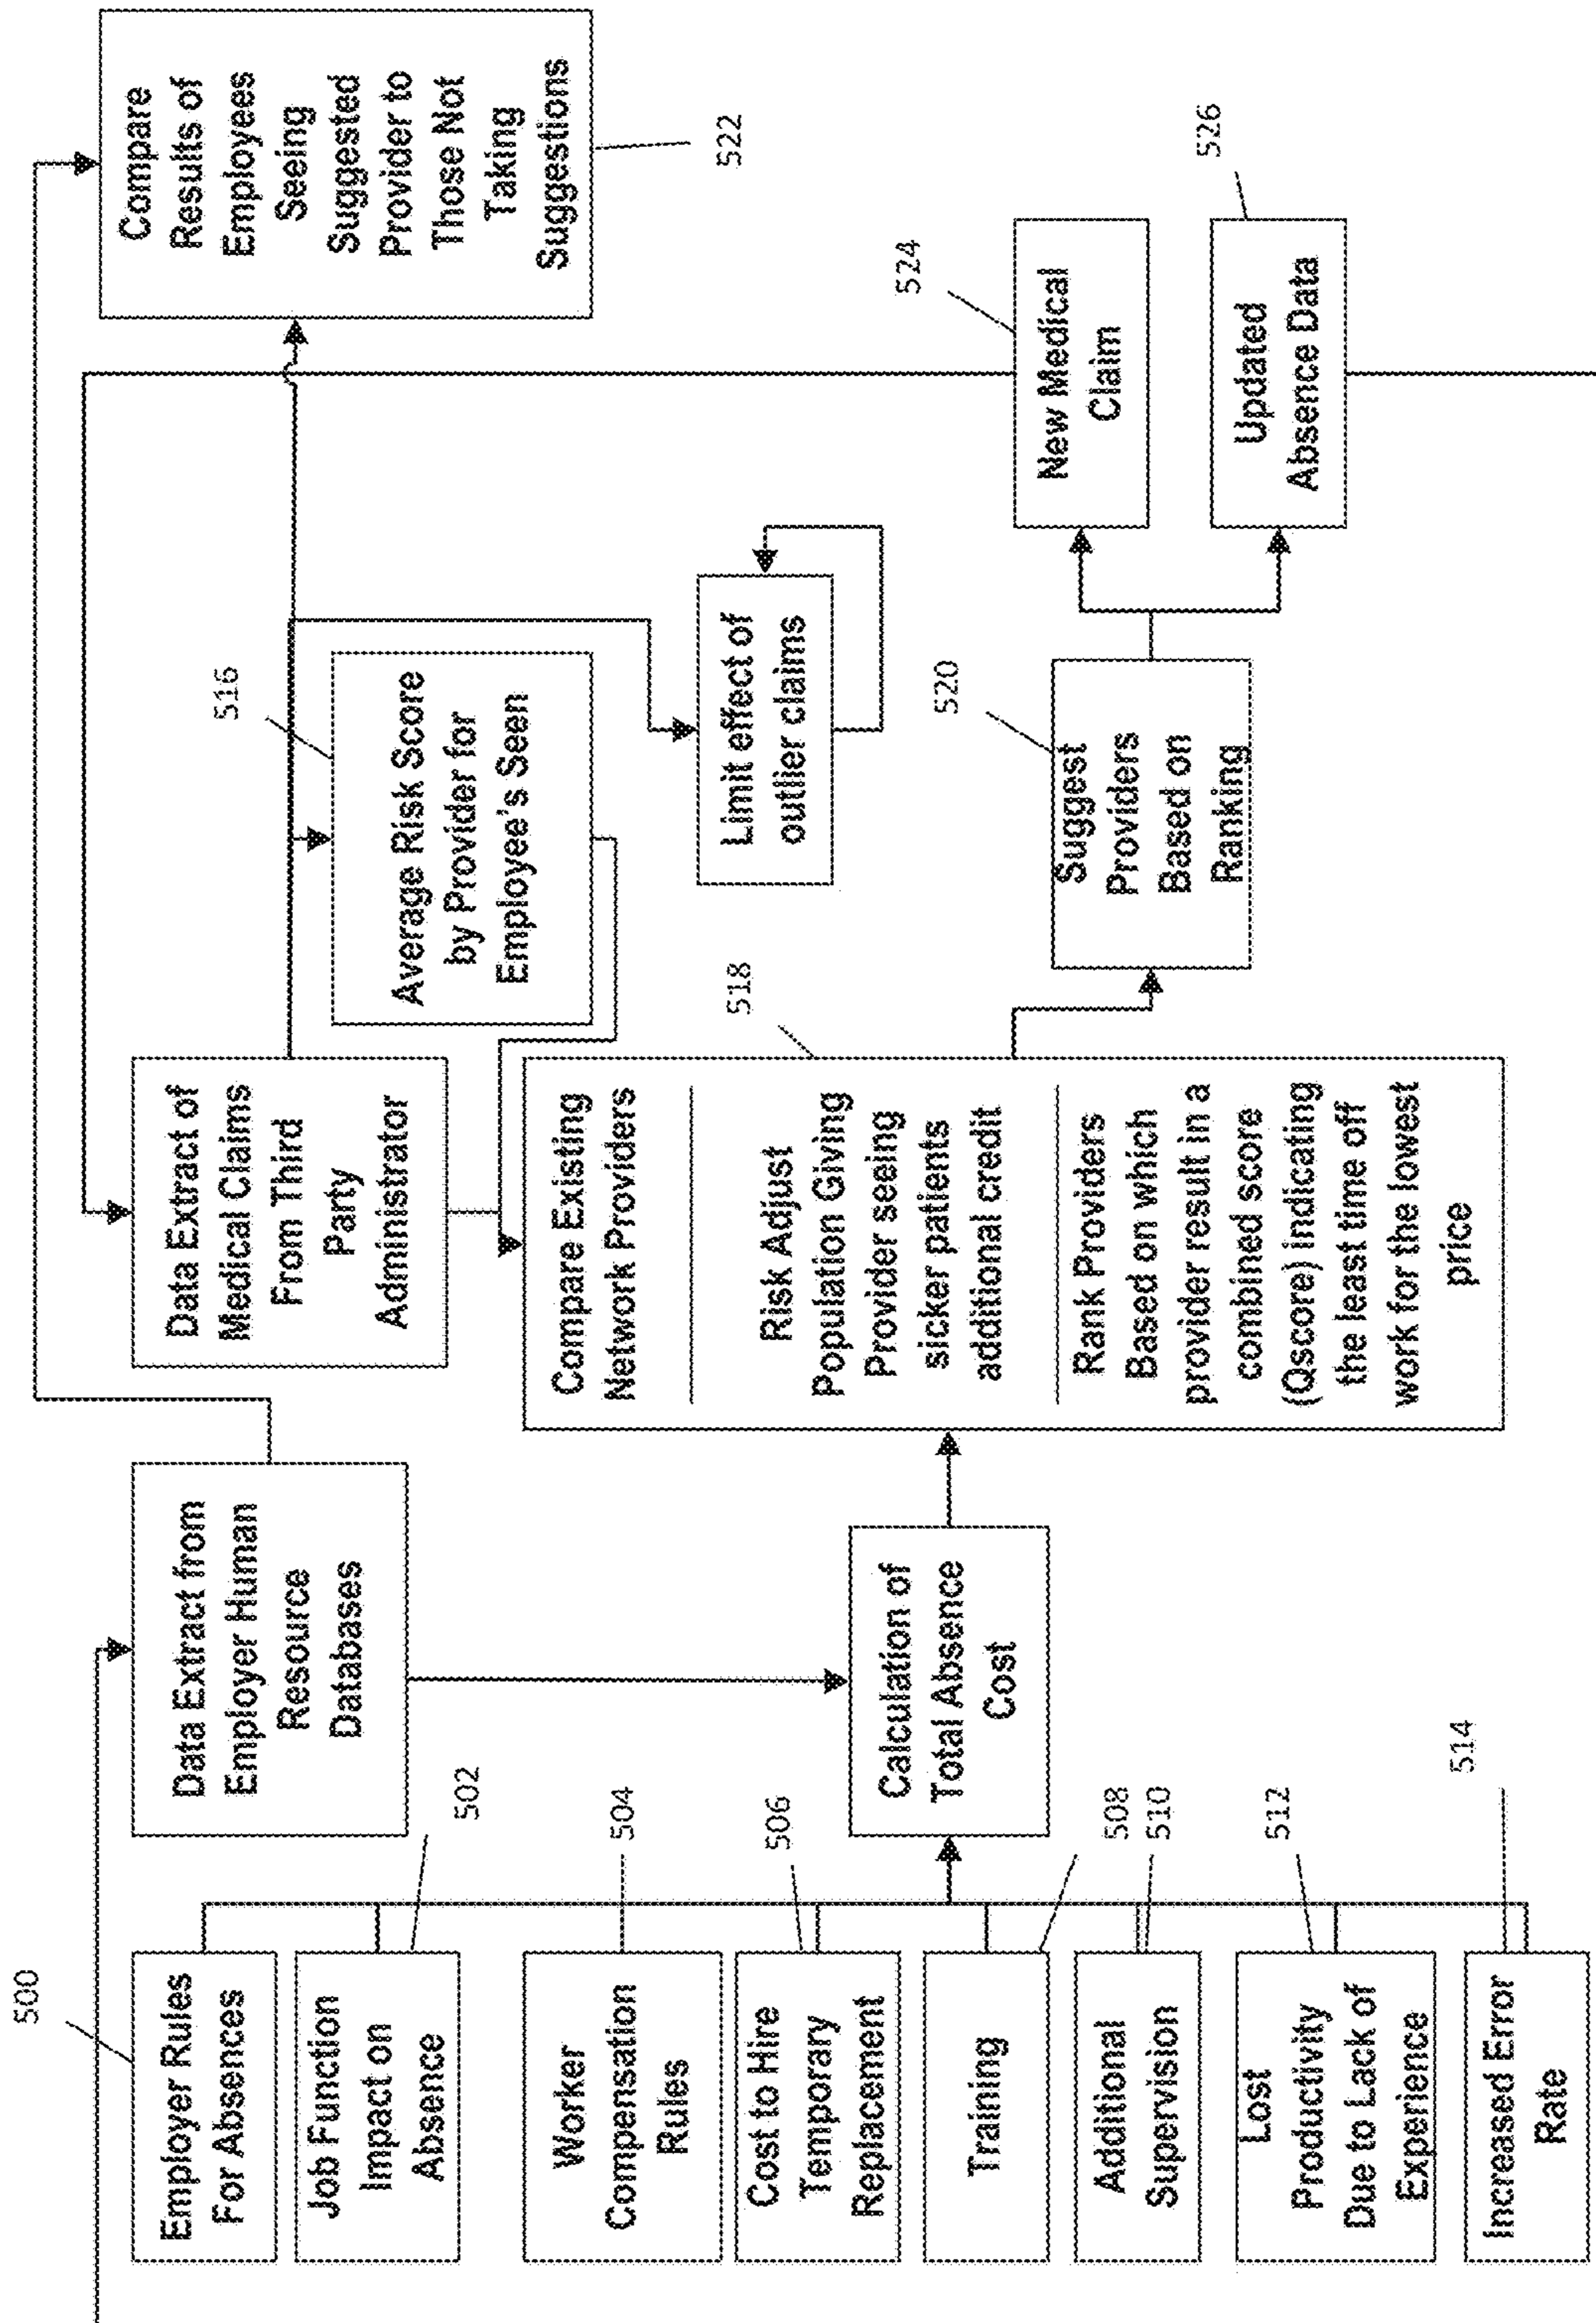 500
Employer Rules
For Absences
Job Function
Impact on
Absence
502
Worker
Compensation
Rules
504
Cost to Hire
Temporary
Replacement
506
Training
508
Additional
Supervision
510
Lost
Productivity
Due to Lack of
Experience
512
Increased Error
Rate
514
Data Extract from
Employer Human
Resource
Databases
Calculation of
Total Absence
Cost
Data Extract of
Medical Claims
From Third
Party
Administrator
Compare Existing
Network Providers
Risk Adjust
Population Giving
Provider seeing
sicker patients
additional credit
Rank Providers
Based on which
provider result in a
combined score
(Qscore) indicating
the least time off
work for the lowest
price
518
516
Average Risk Score
by Provider for
Employee's Seen
Limit effect of
outlier claims
520
Suggest
Providers
Based on
Ranking
Compare
Results of
Employees
Seeing
Suggested
Provider to
Those Not
Taking
Suggestions
522
524
New Medical
Claim
526
Updated
Absence Data